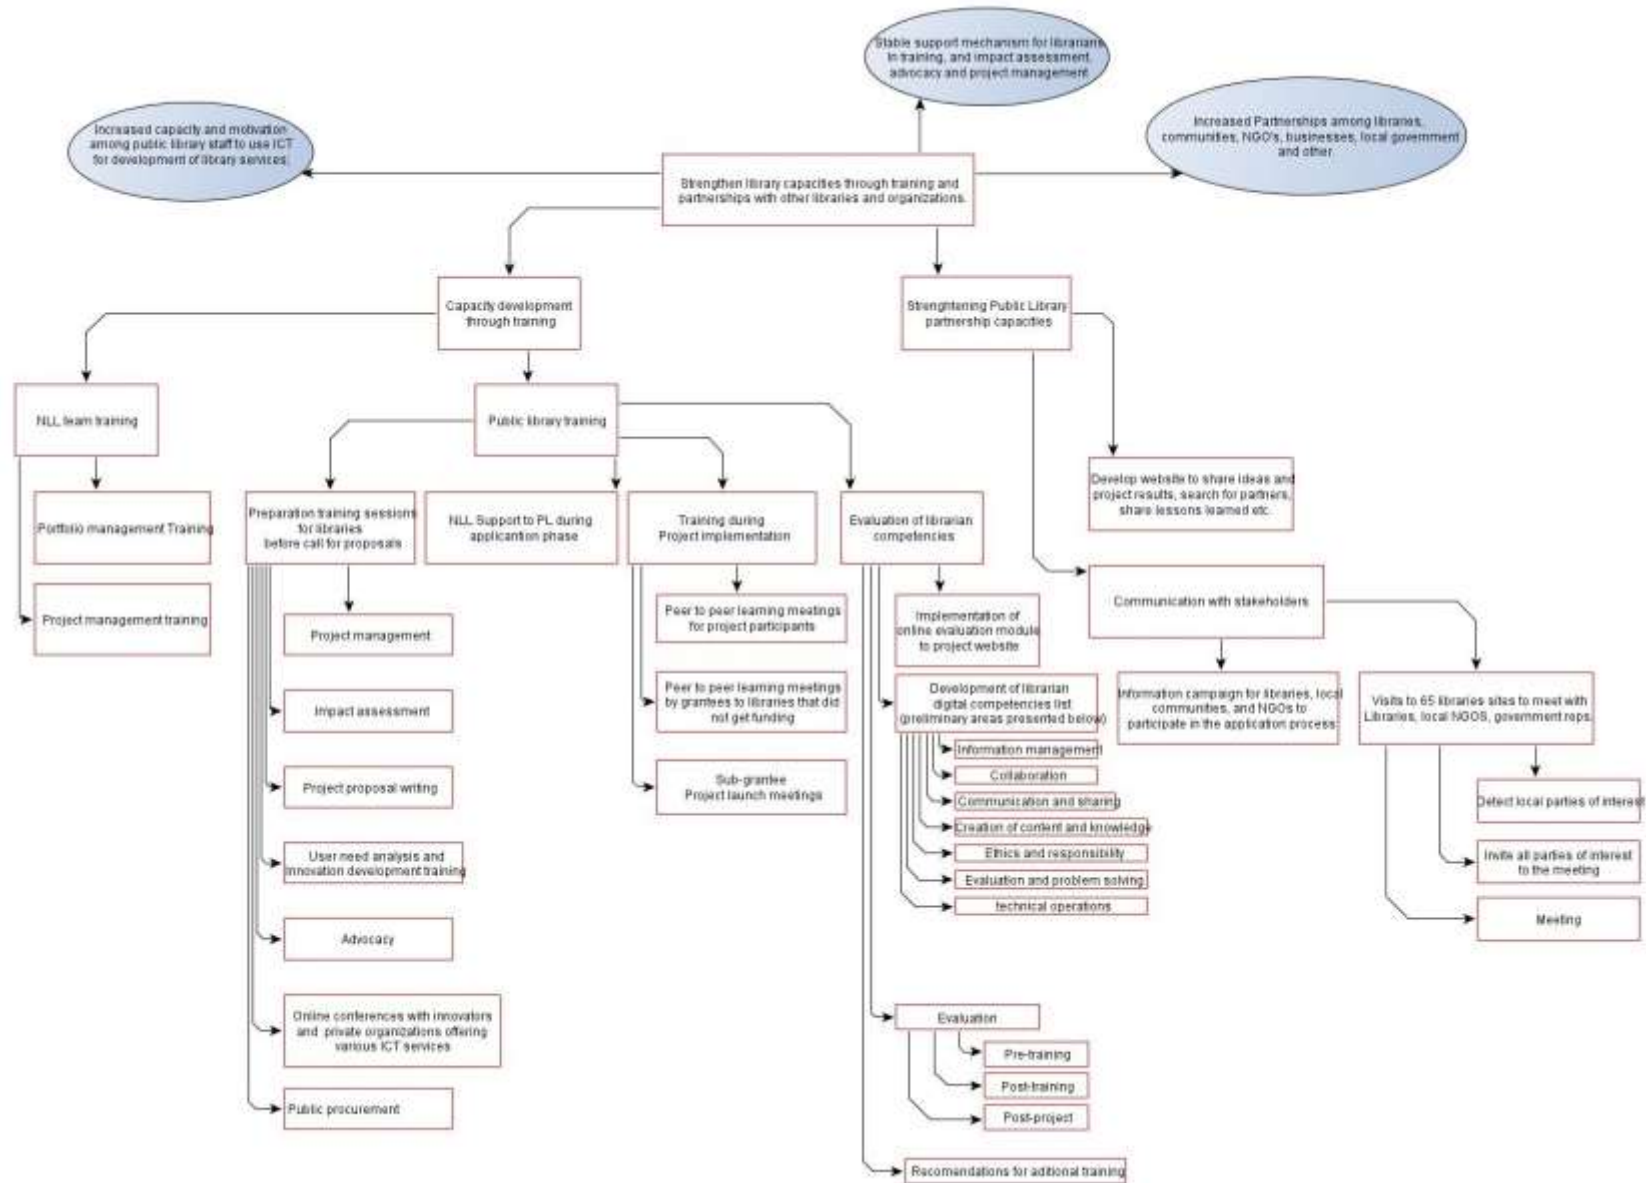 Stable support mechanism for librarians
In training, and impact assessment,
advocacy and project management
Increased capacity and motivation
among public library staff to use ICT
for development of library services.
Increased Partnerships among libraries,
communities, NGO's, businesses, local government
and other
Strengthen library capacities through training and
partnerships with other libraries and organizations.
Capacity development
through training
Strenghtening Public Library
partnership capacities
NLL team training
Public library training
Portfolio management Training
Project management training
Preparation training sessions
for libraries
before call for proposals
NLL Support to PL during
applicantion phase
Training during
Project implementation
Evaluation of librarian
competencies
Develop website to share ideas and
project results, search for partners,
share lessons learned etc.
Project management
Impact assessment
Project proposal writing
User need analysis and
Innovation development training
Advocacy
Online conferences with innovators
and private organizations offering
various ICT services
Public procurement
Peer to peer learning meetings
for project participants
Peer to peer learning meetings
by grantees to libraries that did
not get funding
Sub-grantee
Project launch meetings
Implementation of
online evaluation module
to project website
Development of librarian
digital competencies list
(preliminary areas presented below)
Information management
Collaboration
Communication and sharing
Creation of content and knowledge
Ethics and responsibility
Evaluation and problem solving
technical operations
Evaluation
Pre-training
Post-training
Post-project
Recomendations for aditional training
Communication with stakeholders
Information campaign for libraries, local
communities, and NGOs to
participate in the application process
Visits to 65 libraries sites to meet with
Libraries, local NGOS, government reps.
Detect local parties of interest
Invite all parties of interest
to the meeting
Meeting